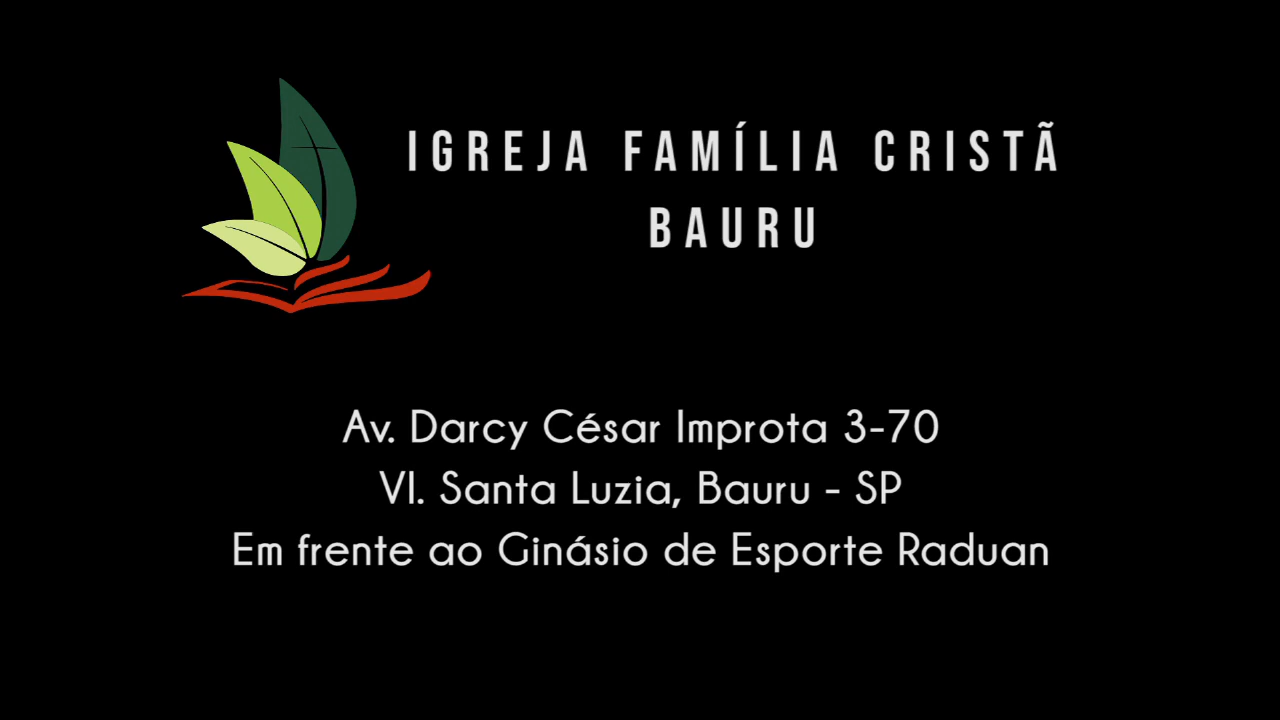 IGREJA FAMÍLIA CRISTÃ
BAURU
Av. Darcy César Improta 3-70
Vl. Santa Luzia, Bauru - SP
Em frente ao Ginásio de Esporte Raduan